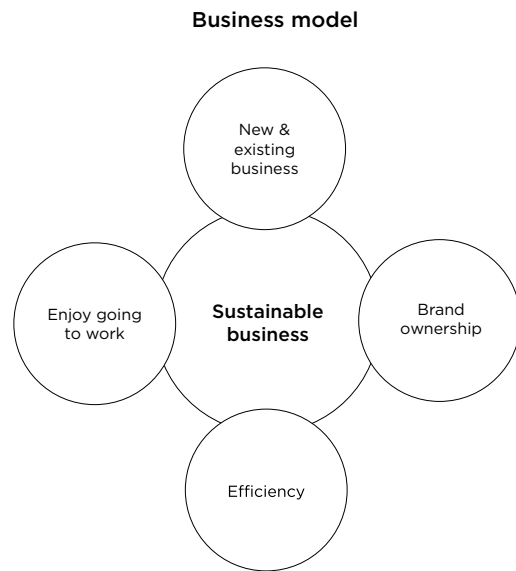 Business model
New &
existing
business
Enjoy going
to work
Sustainable
business
Brand
ownership
Efficiency